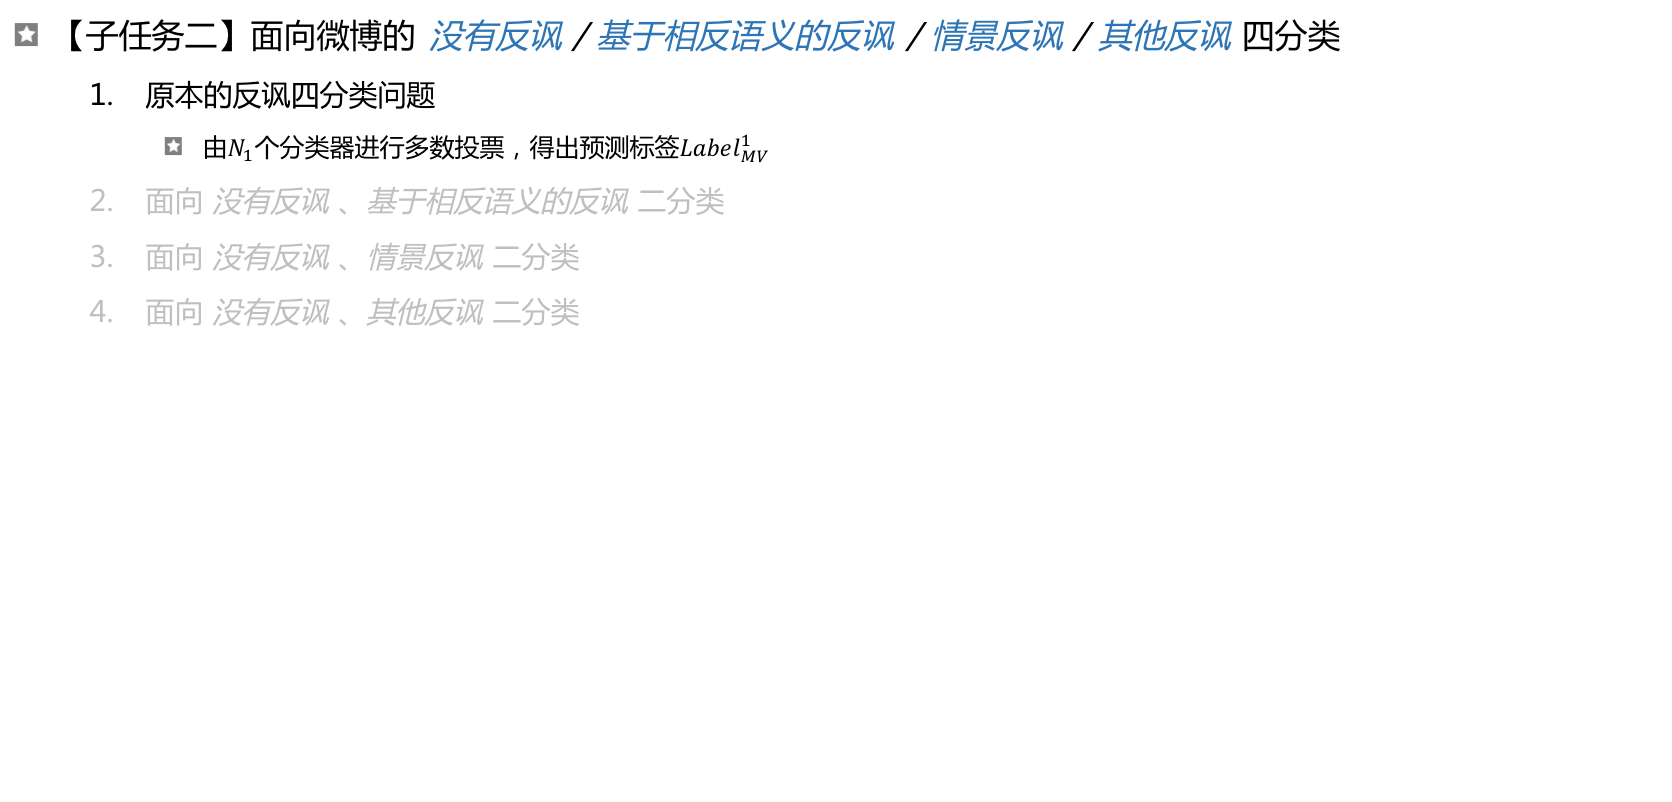 【子任务二】面向微博的 没有反讽 / 基于相反语义的反讽 / 情景反讽 / 其他反讽 四分类
1. 原本的反讽四分类问题
由N₁个分类器进行多数投票，得出预测标签Label¹_MV
2. 面向 没有反讽 、基于相反语义的反讽 二分类
3. 面向 没有反讽 、情景反讽 二分类
4. 面向 没有反讽 、其他反讽 二分类